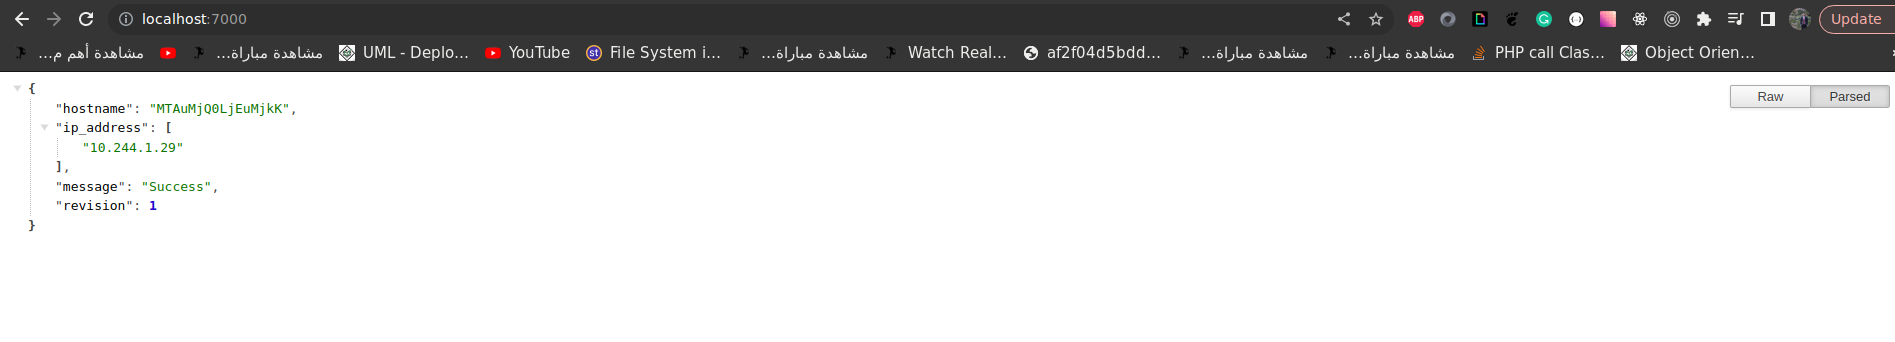 localhost:7000
ABP
Update
مشاهدة أهم م...
مشاهدة مباراة...
UML - Deplo...
YouTube
st
File System i...
مشاهدة مباراة...
Watch Real...
af2f04d5bdd...
مشاهدة مباراة...
مشاهدة مباراة...
PHP call Clas...
Object Orien...
Raw
Parsed
{
"hostname": "MTAuMjQ0LjEuMjkK",
"ip_address": [
"10.244.1.29"
],
"message": "Success",
"revision": 1
}